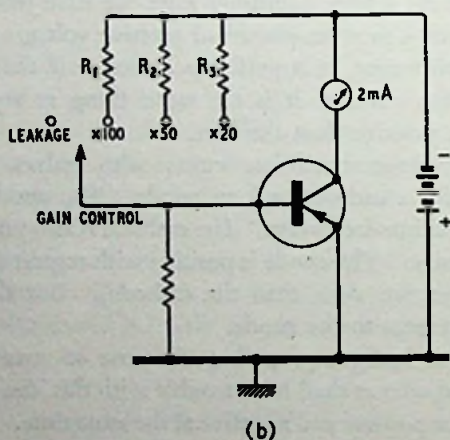 R1 R2 R3
2mA
LEAKAGE ×100 ×50 ×20
GAIN CONTROL
−
+
(b)